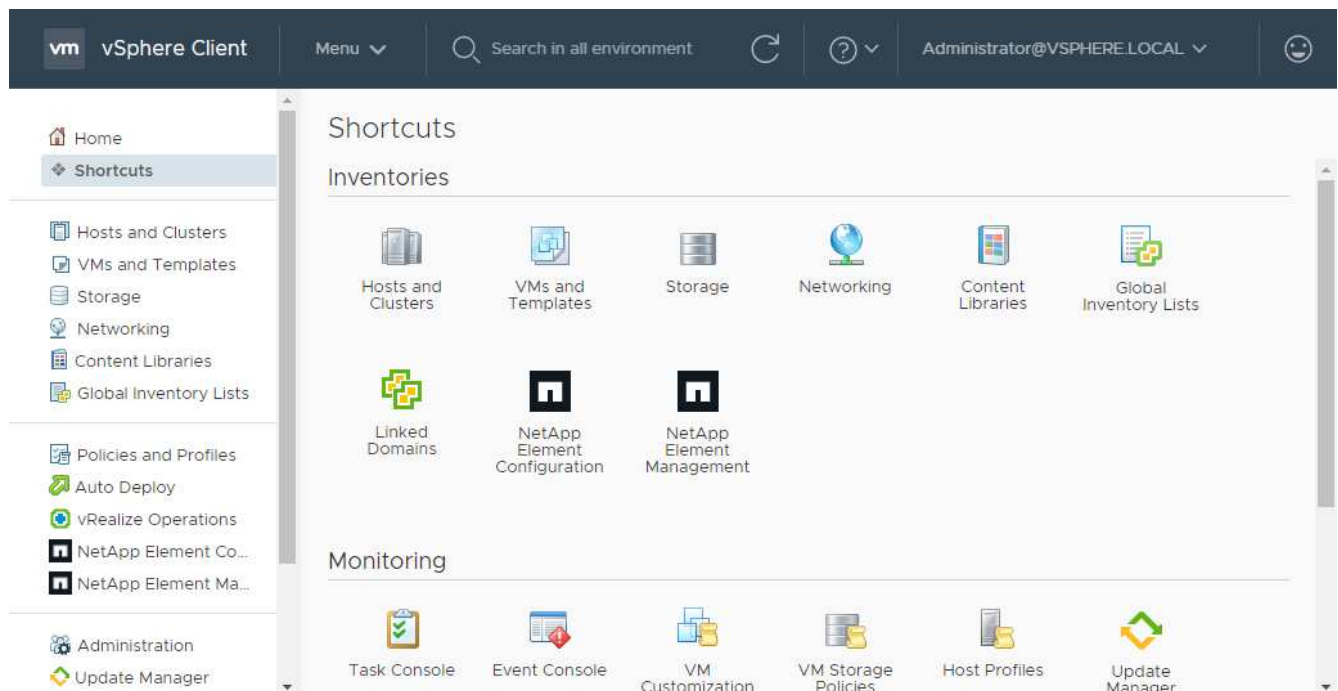 vm vSphere Client Menu Search in all environment Administrator@VSPHERE.LOCAL
Home
Shortcuts
Hosts and Clusters
VMs and Templates
Storage
Networking
Content Libraries
Global Inventory Lists
Policies and Profiles
Auto Deploy
vRealize Operations
NetApp Element Co...
NetApp Element Ma...
Administration
Update Manager
Shortcuts
Inventories
Hosts and
Clusters
VMs and
Templates
Storage
Networking
Content
Libraries
Global
Inventory Lists
Linked
Domains
NetApp
Element
Configuration
NetApp
Element
Management
Monitoring
Task Console
Event Console
VM
Customization
VM Storage
Policies
Host Profiles
Update
Manager